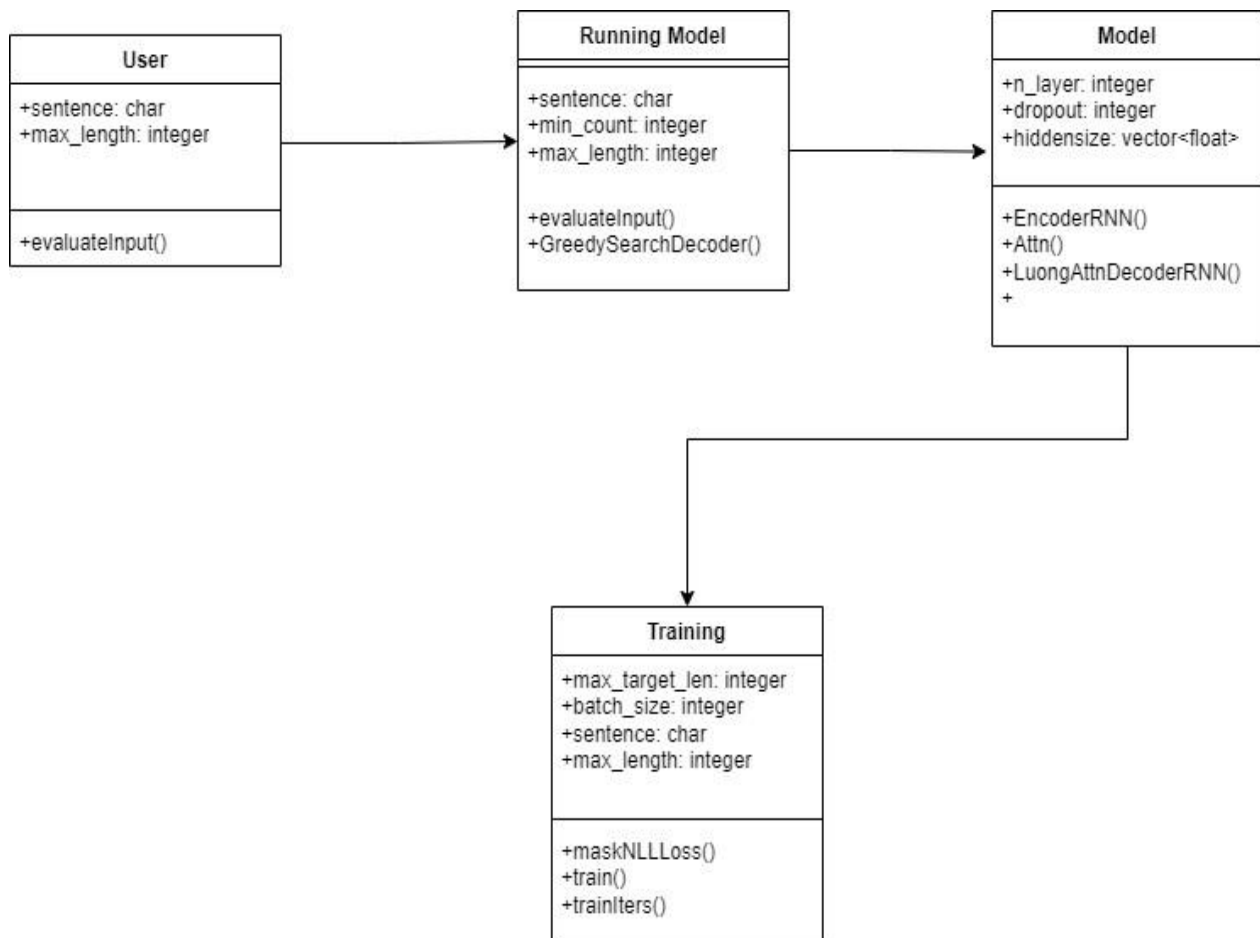 User
+sentence: char
+max_length: integer
+evaluateInput()
Running Model
+sentence: char
+min_count: integer
+max_length: integer
+evaluateInput()
+GreedySearchDecoder()
Model
+n_layer: integer
+dropout: integer
+hiddensize: vector<float>
+EncoderRNN()
+Attn()
+LuongAttnDecoderRNN()
+
Training
+max_target_len: integer
+batch_size: integer
+sentence: char
+max_length: integer
+maskNLLLoss()
+train()
+trainIters()